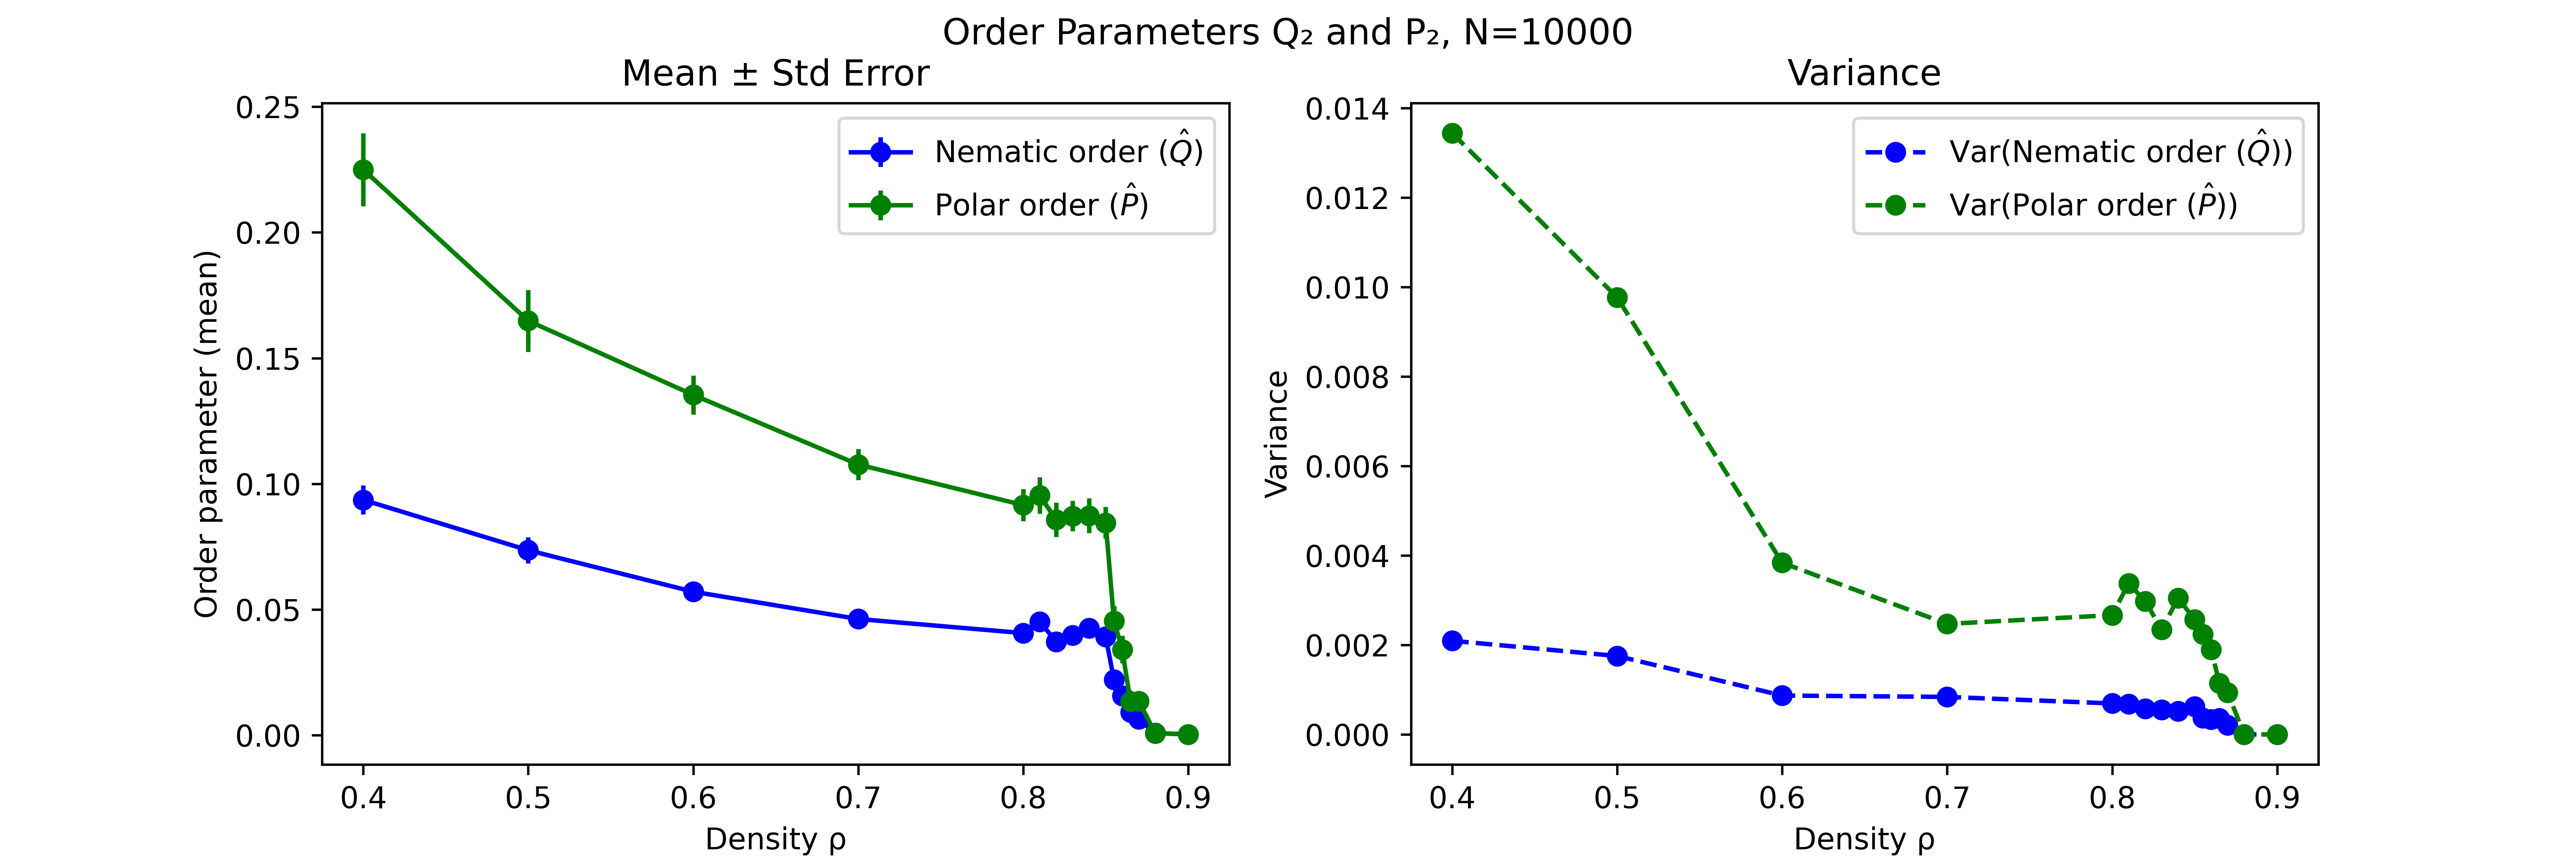 Order Parameters Q₂ and P₂, N=10000
Mean ± Std Error
0.25
0.20
0.15
0.10
0.05
0.00
Order parameter (mean)
Nematic order (Q̂)
Polar order (P̂)
0.4 0.5 0.6 0.7 0.8 0.9
Density ρ
Variance
0.014
0.012
0.010
0.008
0.006
0.004
0.002
0.000
Variance
Var(Nematic order (Q̂))
Var(Polar order (P̂))
0.4 0.5 0.6 0.7 0.8 0.9
Density ρ